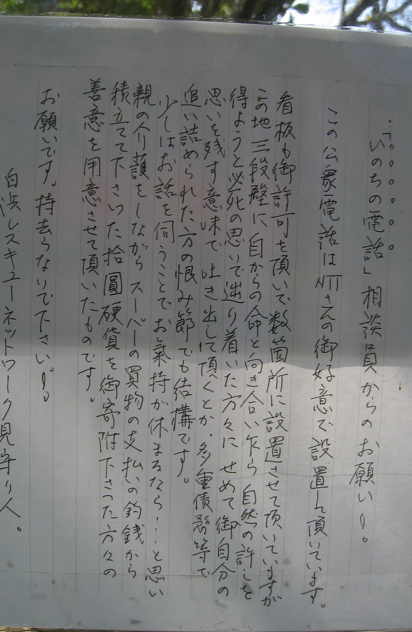 「いのちの電話」相談員からのお願い！。
この公衆電話はNTTさんの御好意で設置して頂いています。
看板も御許可を頂いて数箇所に設置させて頂いていますが
この地 三段壁に 自からの命と向き合い乍ら 自然の許しを
得ようと必死の思いで辿り着いた方々に せめて御自分の
思いを残す意味で 吐き出して頂くとか、多重債務等で
追い詰められた方の恨み節でも結構です。
少しはお話を伺うことでお氣持が休まるなら…と思い
親の介護をしながらスーパーの買物の支払いの釣銭から
積立てて下さった拾圓硬貨を御寄附下さった方々の
善意を用意させて頂いたものです。
お願いです。持去らないで下さい。！。
白浜レスキューネットワーク見守り人。